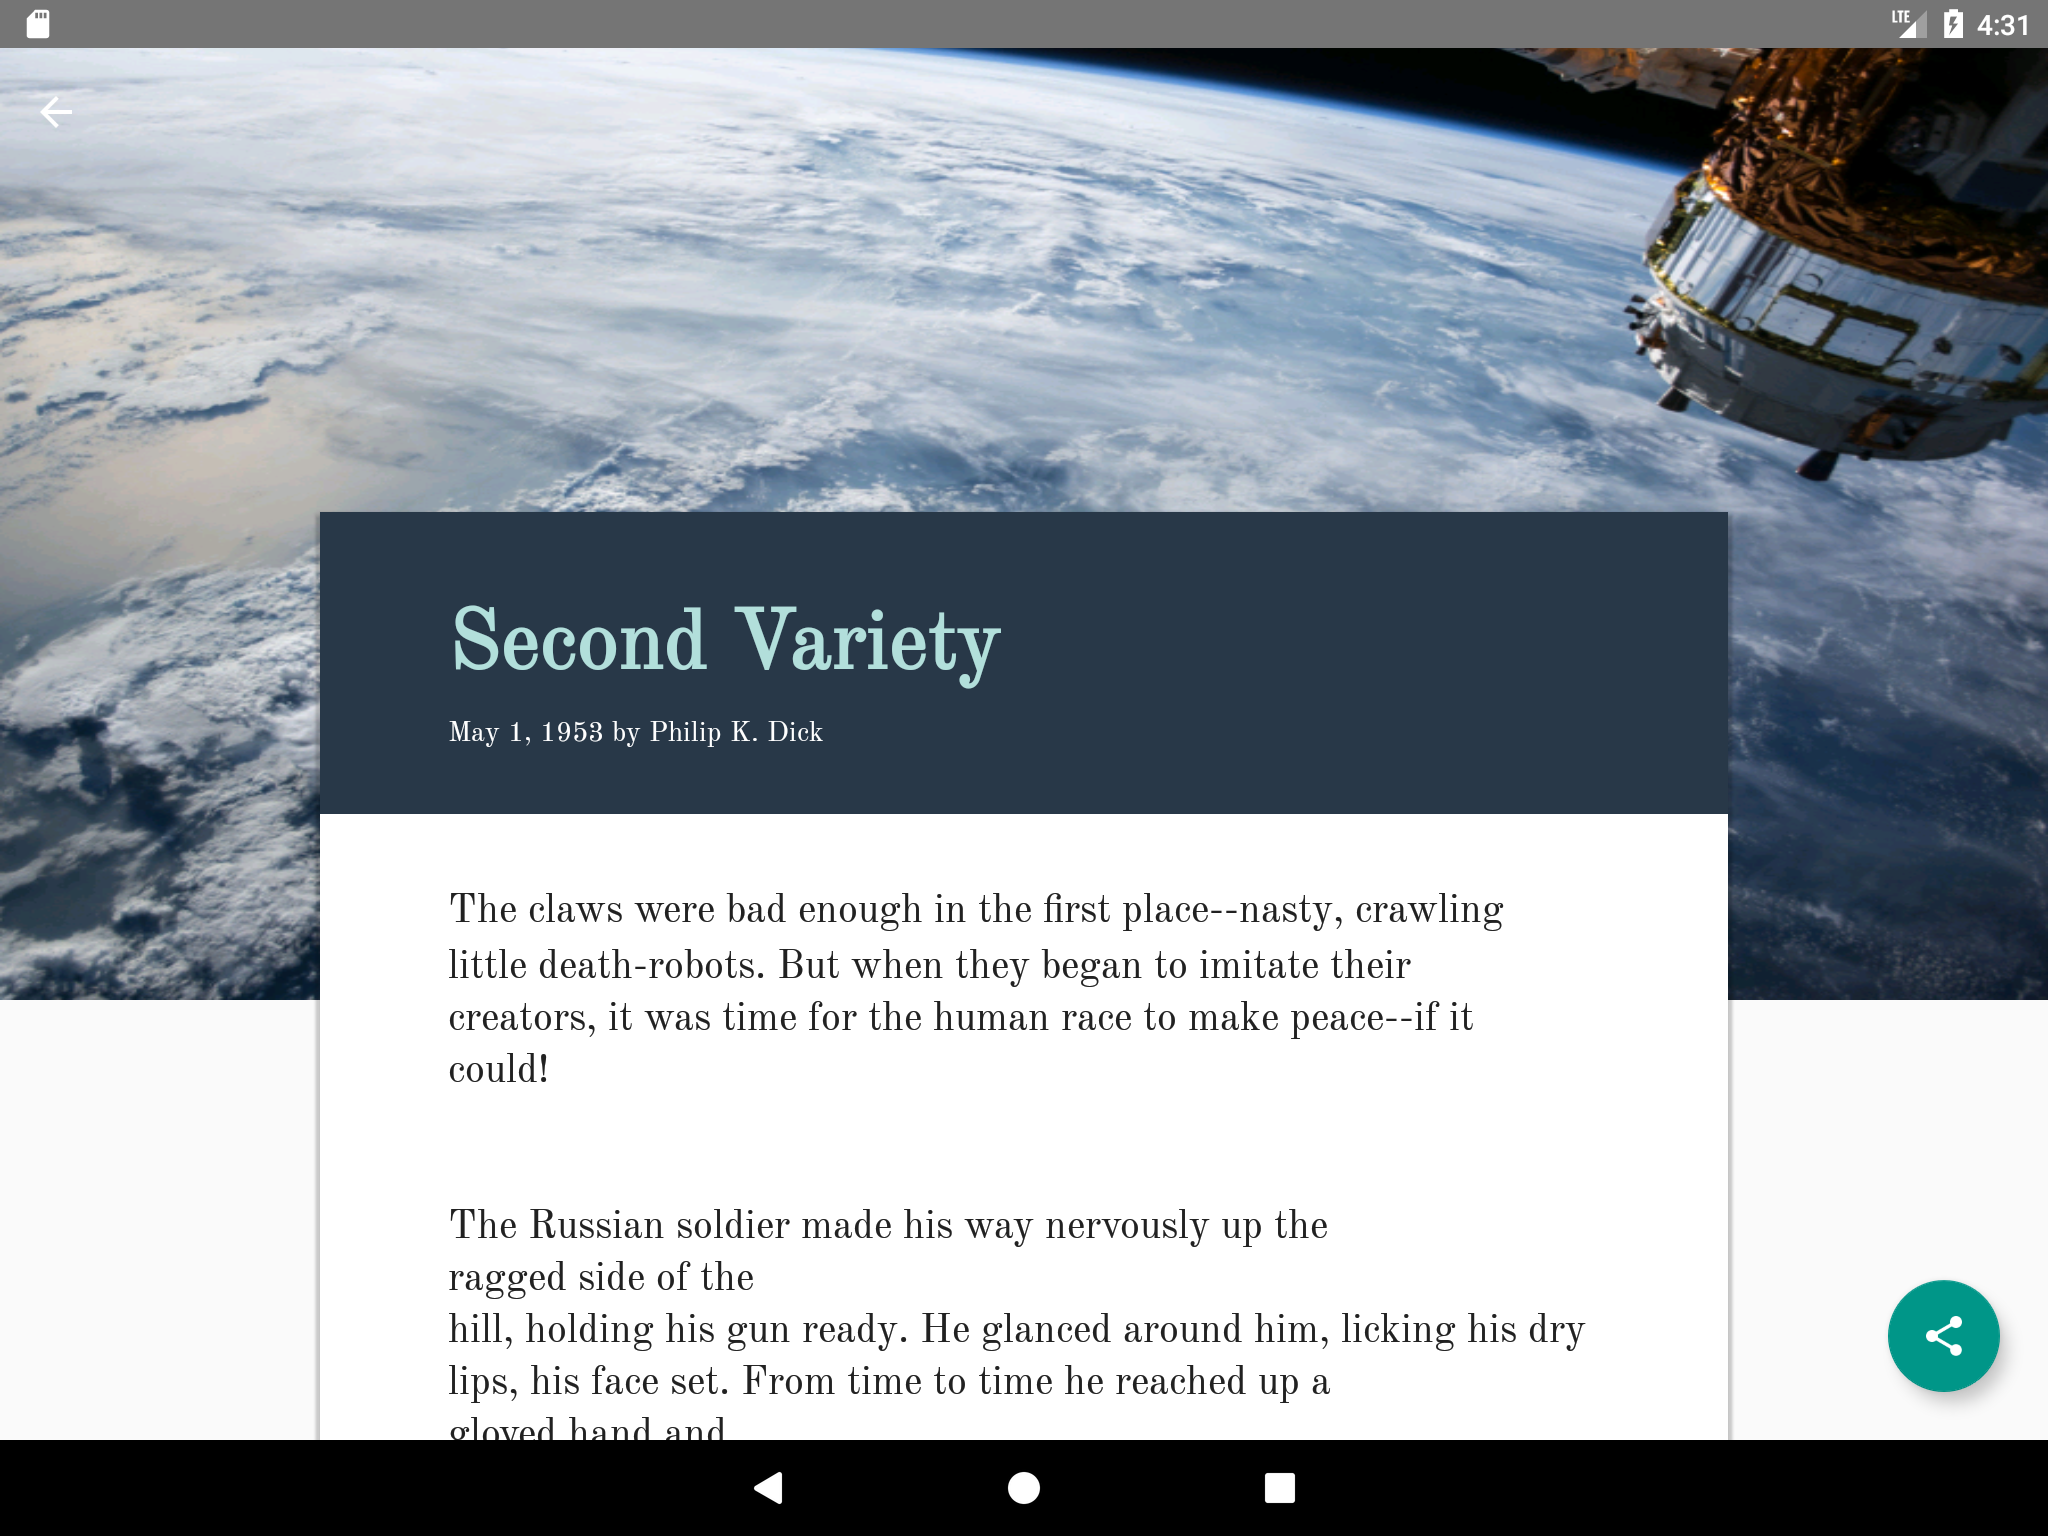 LTE 4:31
Second Variety
May 1, 1953 by Philip K. Dick
The claws were bad enough in the first place--nasty, crawling
little death-robots. But when they began to imitate their
creators, it was time for the human race to make peace--if it
could!
The Russian soldier made his way nervously up the
ragged side of the
hill, holding his gun ready. He glanced around him, licking his dry
lips, his face set. From time to time he reached up a
gloved hand and